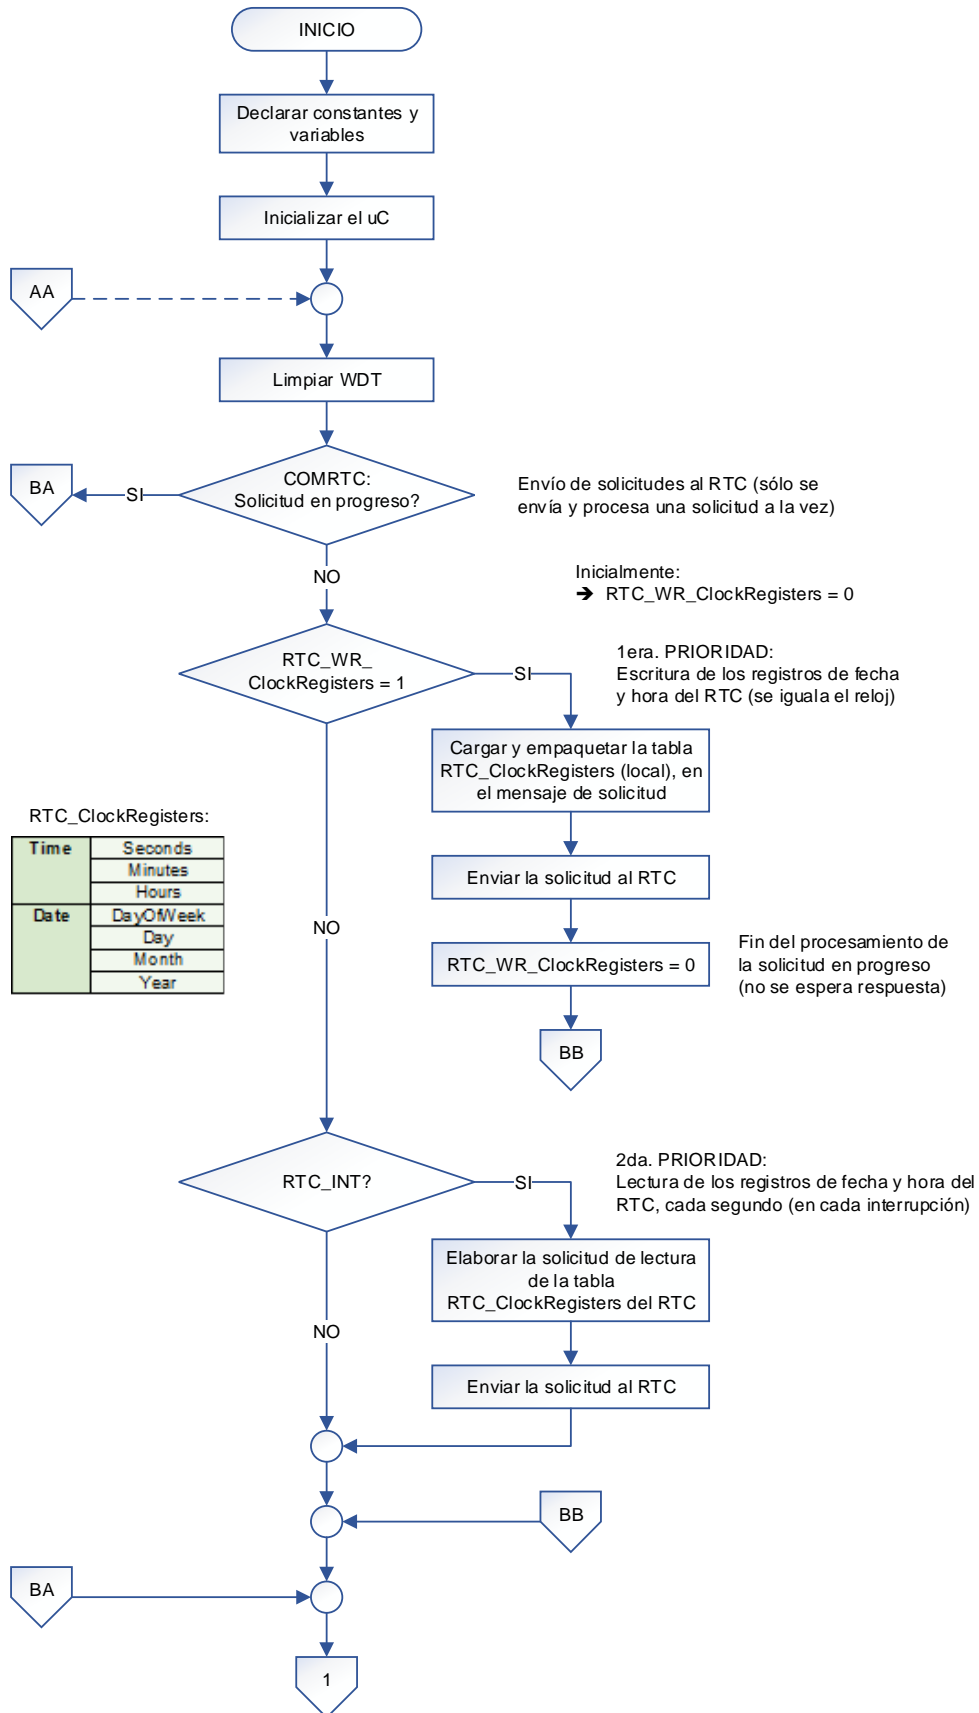 INICIO
Declarar constantes y
variables
Inicializar el uC
AA
Limpiar WDT
BA
SI
COMRTC:
Solicitud en progreso?
Envío de solicitudes al RTC (sólo se
envía y procesa una solicitud a la vez)
NO
Inicialmente:
➔ RTC_WR_ClockRegisters = 0
RTC_WR_
ClockRegisters = 1
SI
1era. PRIORIDAD:
Escritura de los registros de fecha
y hora del RTC (se iguala el reloj)
Cargar y empaquetar la tabla
RTC_ClockRegisters (local), en
el mensaje de solicitud
RTC_ClockRegisters:
Time
Seconds
Minutes
Hours
Date
DayOfWeek
Day
Month
Year
Enviar la solicitud al RTC
NO
RTC_WR_ClockRegisters = 0
Fin del procesamiento de
la solicitud en progreso
(no se espera respuesta)
BB
RTC_INT?
SI
2da. PRIORIDAD:
Lectura de los registros de fecha y hora del
RTC, cada segundo (en cada interrupción)
Elaborar la solicitud de lectura
de la tabla
RTC_ClockRegisters del RTC
NO
Enviar la solicitud al RTC
BB
BA
1